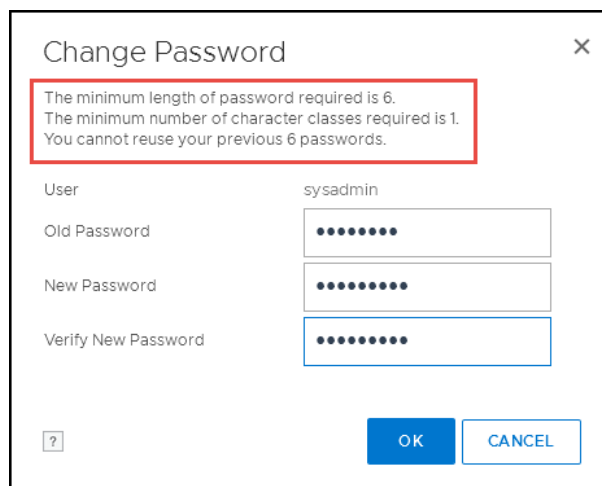 Change Password
The minimum length of password required is 6.
The minimum number of character classes required is 1.
You cannot reuse your previous 6 passwords.
User sysadmin
Old Password ••••••••
New Password •••••••••
Verify New Password •••••••••
? OK CANCEL